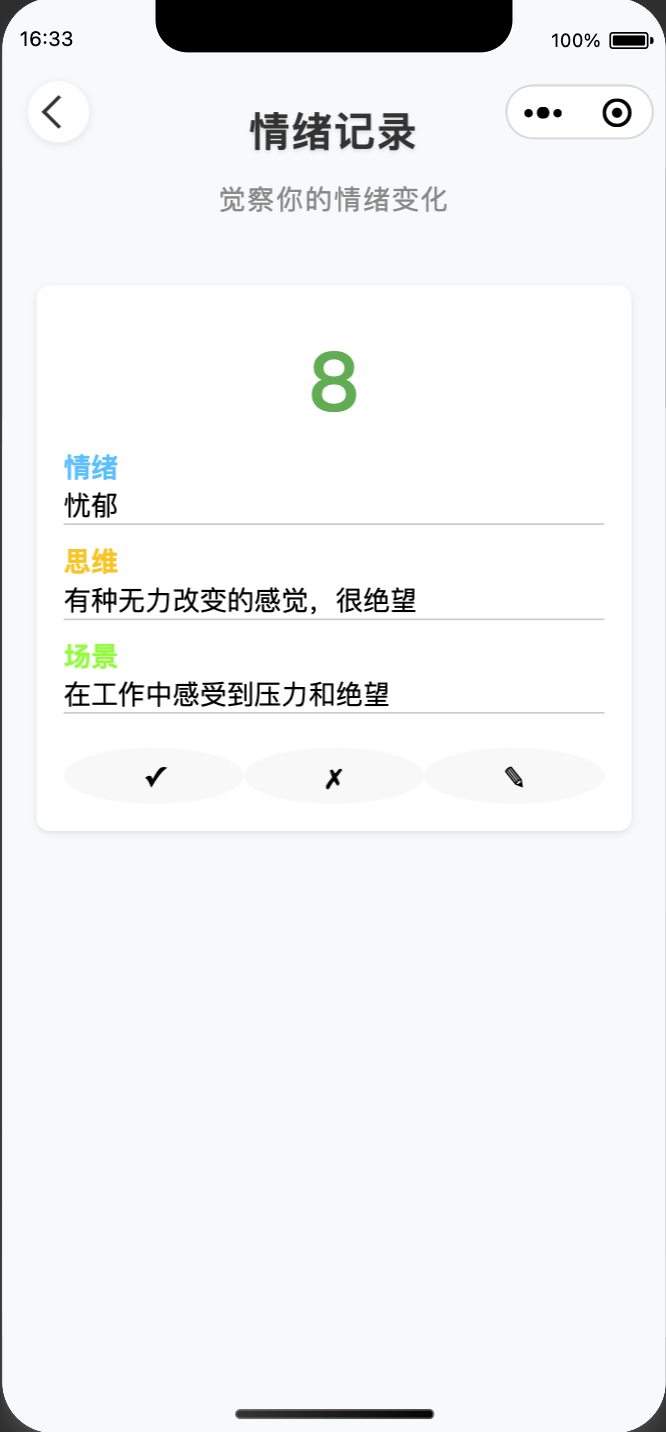 16:33
100%
情绪记录
觉察你的情绪变化
8
情绪
忧郁
思维
有种无力改变的感觉，很绝望
场景
在工作中感受到压力和绝望